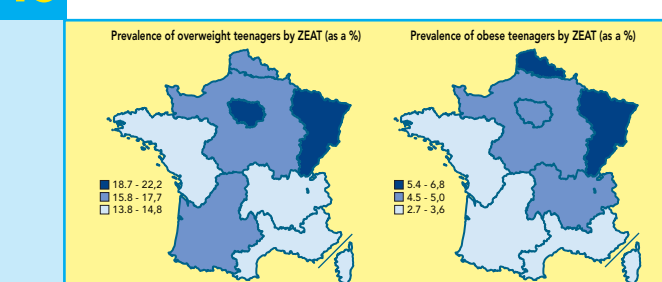 Prevalence of overweight teenagers by ZEAT (as a %)
18.7 - 22,2
15.8 - 17,7
13.8 - 14,8
Prevalence of obese teenagers by ZEAT (as a %)
5.4 - 6,8
4.5 - 5,0
2.7 - 3,6